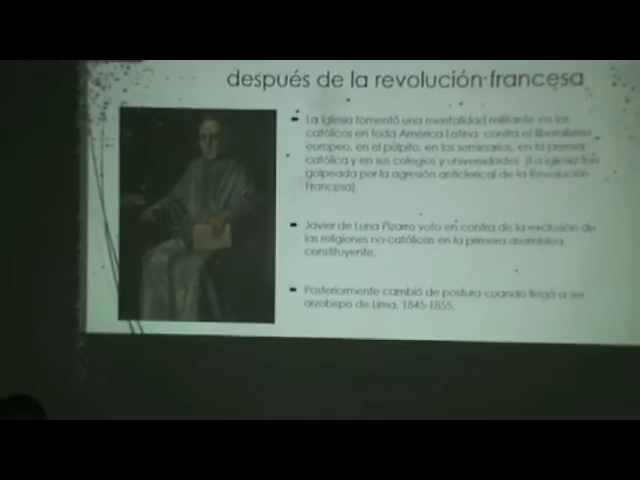 después de la revolución francesa
La Iglesia fomentó una mentalidad militante en los
católicos en toda América Latina contra el liberalismo
europeo, en el púlpito, en los seminarios, en la prensa
católica y en sus colegios y universidades. (La iglesia fue
golpeada por la agresión anticlerical de la Revolución
Francesa).
Javier de Luna Pizarro voto en contra de la exclusión de
las religiones no-católicas en la primera asamblea
constituyente.
Posteriormente cambió de postura cuando llegó a ser
arzobispo de Lima, 1845-1855.